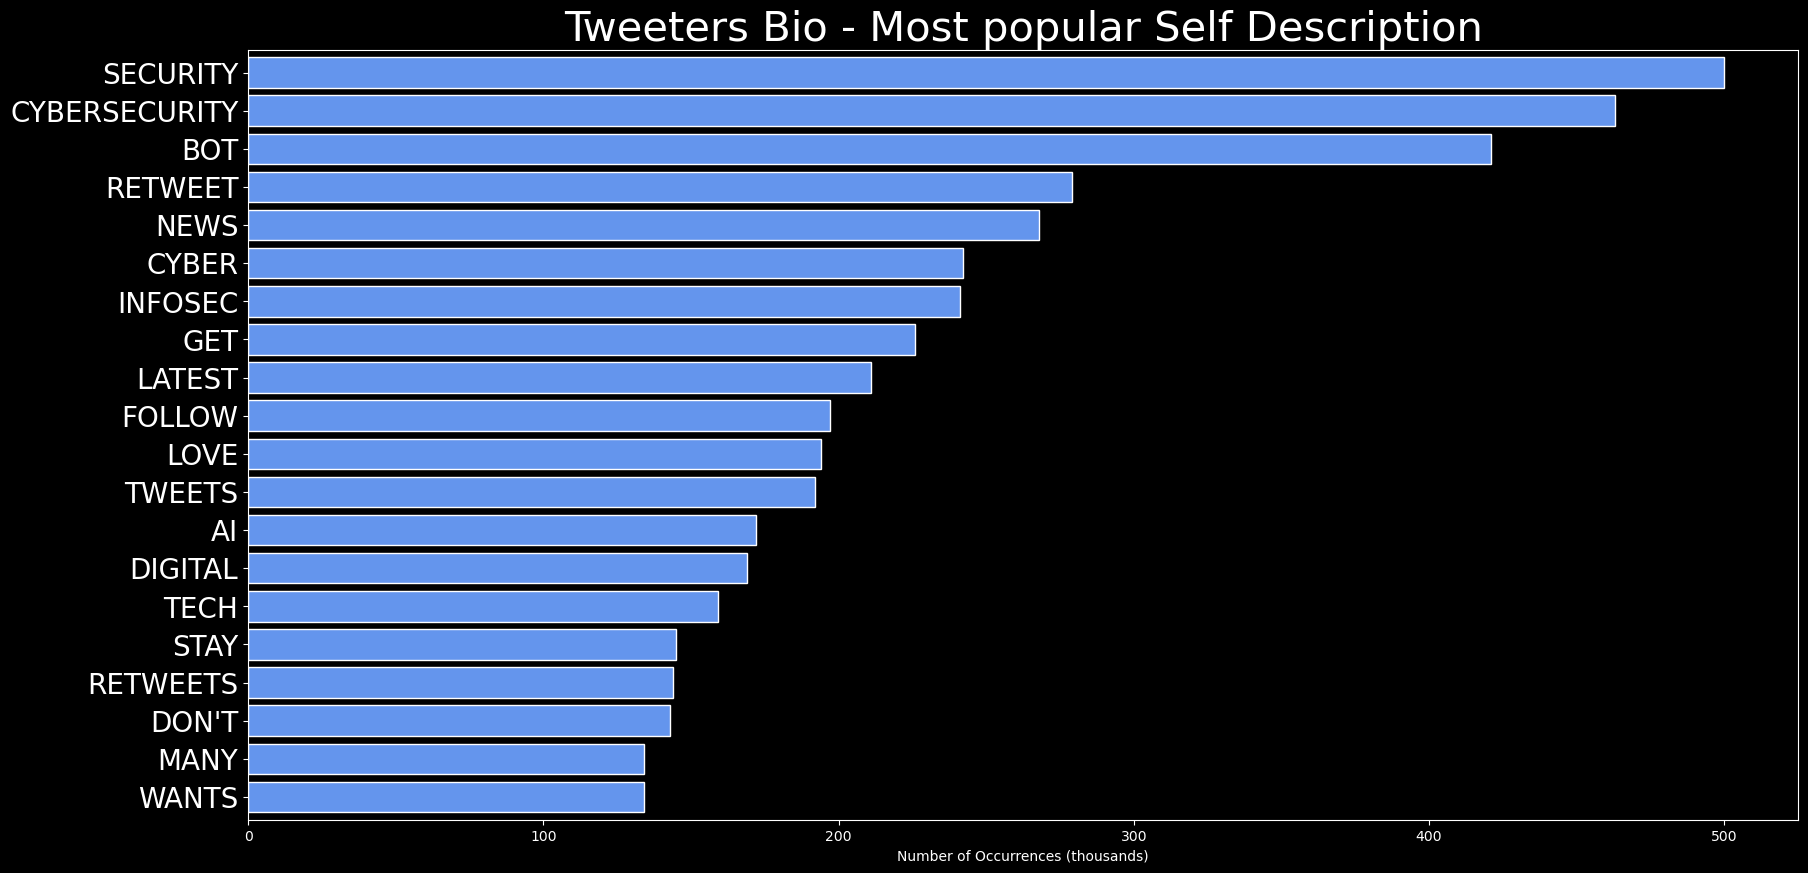 Tweeters Bio - Most popular Self Description
SECURITY
CYBERSECURITY
BOT
RETWEET
NEWS
CYBER
INFOSEC
GET
LATEST
FOLLOW
LOVE
TWEETS
AI
DIGITAL
TECH
STAY
RETWEETS
DON'T
MANY
WANTS
0 100 200 300 400 500
Number of Occurrences (thousands)